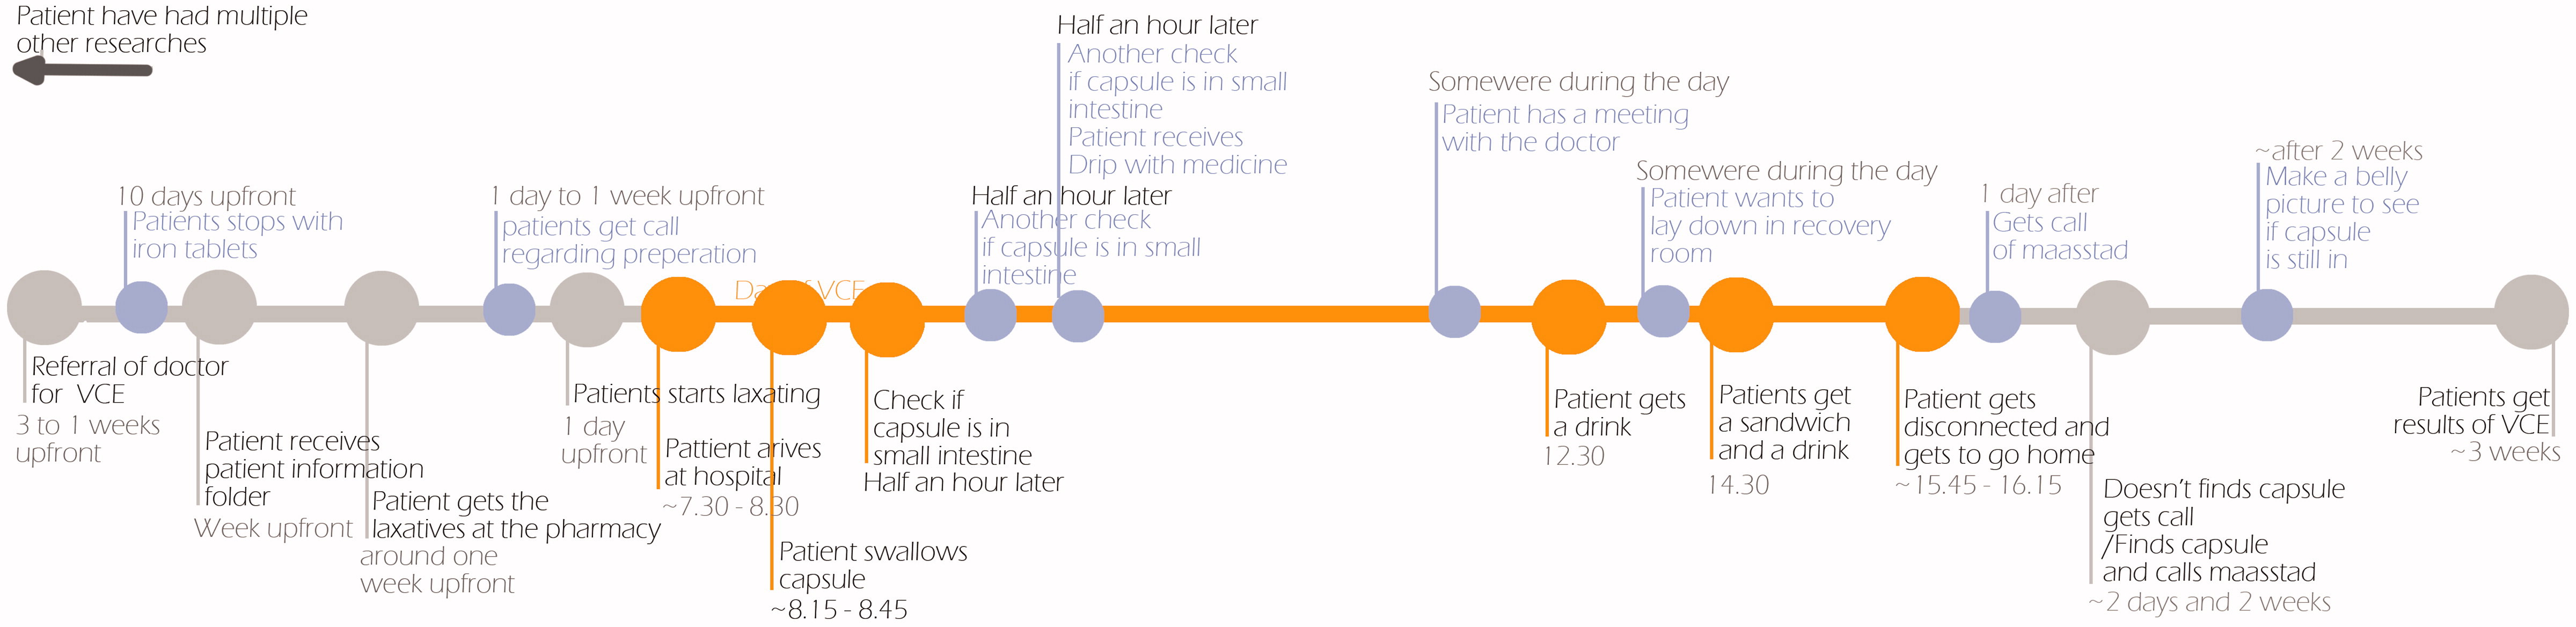 Patient have had multiple
other researches
10 days upfront
Patients stops with
iron tablets
1 day to 1 week upfront
patients get call
regarding preperation
Day of VCE
Half an hour later
Another check
if capsule is in small
intestine
Half an hour later
Another check
if capsule is in small
intestine
Patient receives
Drip with medicine
Somewere during the day
Patient has a meeting
with the doctor
Somewere during the day
Patient wants to
lay down in recovery
room
1 day after
Gets call
of maasstad
~after 2 weeks
Make a belly
picture to see
if capsule
is still in
Referral of doctor
for VCE
3 to 1 weeks
upfront
Patient receives
patient information
folder
Week upfront
Patient gets the
laxatives at the pharmacy
around one
week upfront
Patients starts laxating
1 day
upfront
Pattient arives
at hospital
~7.30 - 8.30
Patient swallows
capsule
~8.15 - 8.45
Check if
capsule is in
small intestine
Half an hour later
Patient gets
a drink
12.30
Patients get
a sandwich
and a drink
14.30
Patient gets
disconnected and
gets to go home
~15.45 - 16.15
Doesn't finds capsule
gets call
/Finds capsule
and calls maasstad
~2 days and 2 weeks
Patients get
results of VCE
~3 weeks